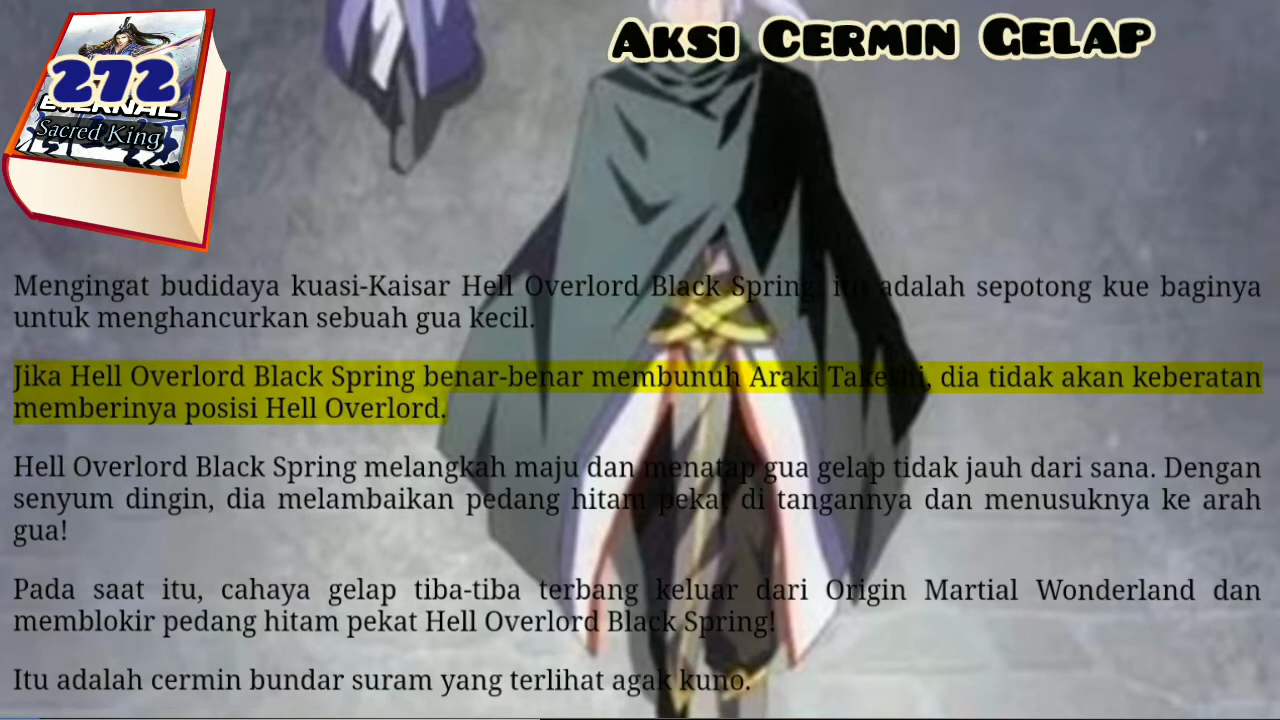 Aksi Cermin Gelap
272
ETERNAL
Sacred King
Mengingat budidaya kuasi-Kaisar Hell Overlord Black Spring, itu adalah sepotong kue baginya
untuk menghancurkan sebuah gua kecil.
Jika Hell Overlord Black Spring benar-benar membunuh Araki Takeshi, dia tidak akan keberatan
memberinya posisi Hell Overlord.
Hell Overlord Black Spring melangkah maju dan menatap gua gelap tidak jauh dari sana. Dengan
senyum dingin, dia melambaikan pedang hitam pekat di tangannya dan menusuknya ke arah
gua!
Pada saat itu, cahaya gelap tiba-tiba terbang keluar dari Origin Martial Wonderland dan
memblokir pedang hitam pekat Hell Overlord Black Spring!
Itu adalah cermin bundar suram yang terlihat agak kuno.